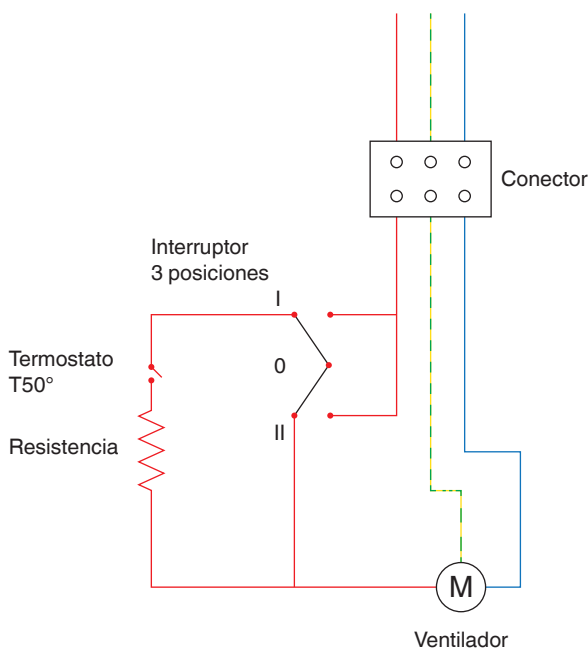 Conector
Interruptor
3 posiciones
I
0
II
Termostato
T50°
Resistencia
M
Ventilador